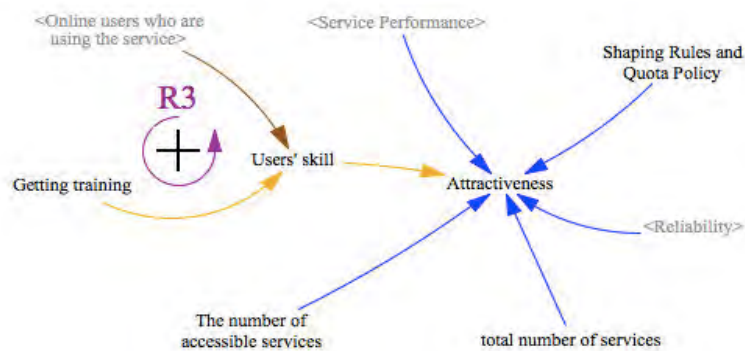 <Online users who are
using the service>
<Service Performance>
Shaping Rules and
Quota Policy
R3
Users' skill
Getting training
Attractiveness
<Reliability>
The number of
accessible services
total number of services